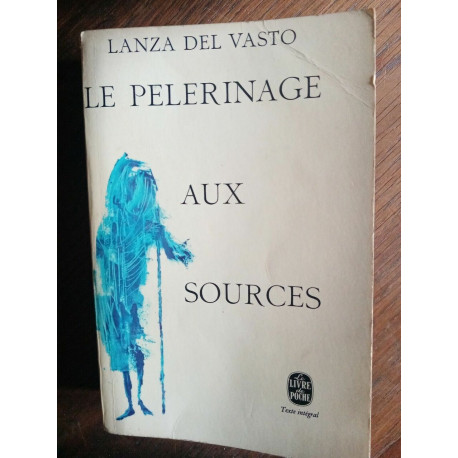 LANZA DEL VASTO
LE PELERINAGE
AUX
SOURCES
Le
LIVRE
de
POCHE
Texte intégral